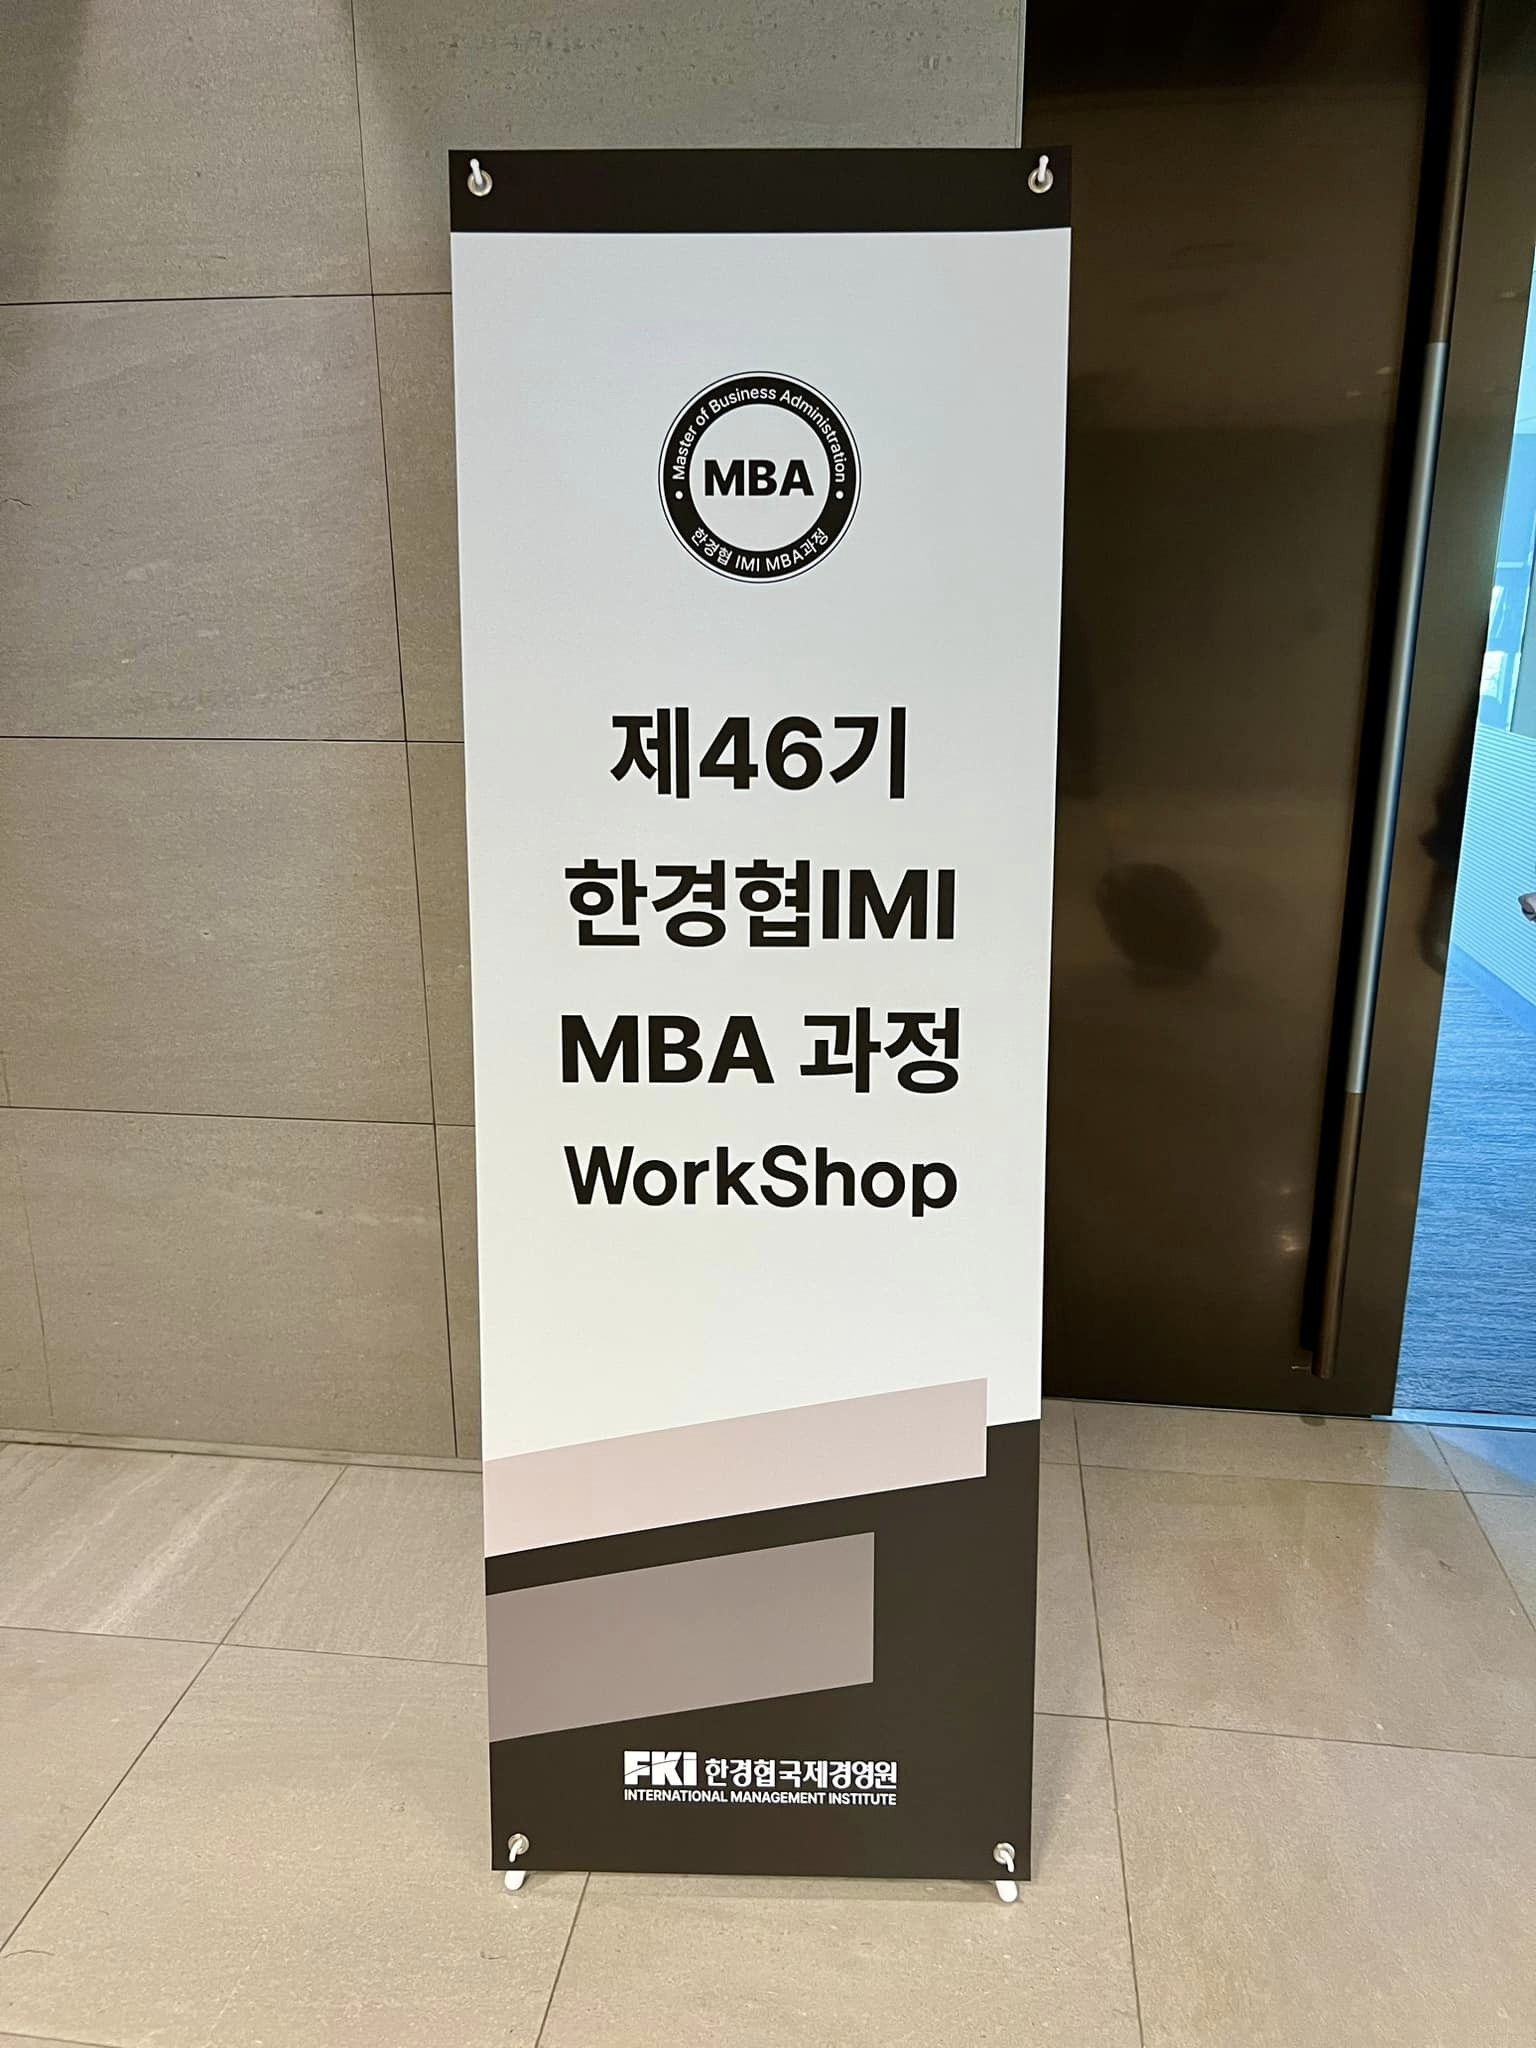 Master of Business Administration
MBA
한경협 IMI MBA과정
제46기
한경협IMI
MBA 과정
WorkShop
FKI 한경협국제경영원
INTERNATIONAL MANAGEMENT INSTITUTE